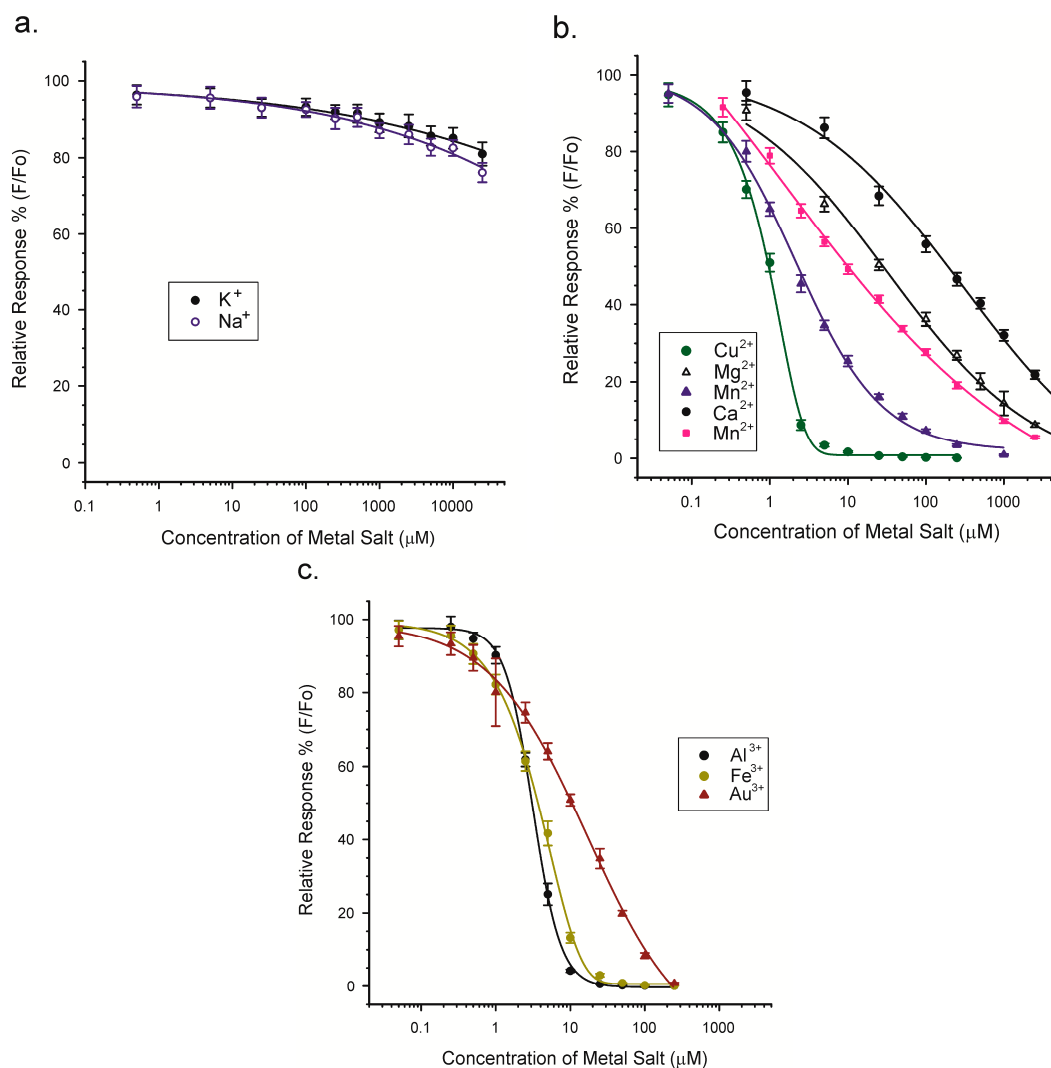 a.
Relative Response % (F/Fo)
100
80
60
40
20
0
K+
Na+
0.1 1 10 100 1000 10000
Concentration of Metal Salt (µM)
b.
Relative Response % (F/Fo)
100
80
60
40
20
0
Cu2+
Mg2+
Mn2+
Ca2+
Mn2+
0.1 1 10 100 1000
Concentration of Metal Salt (µM)
c.
Relative Response % (F/Fo)
100
80
60
40
20
0
Al3+
Fe3+
Au3+
0.1 1 10 100 1000
Concentration of Metal Salt (µM)